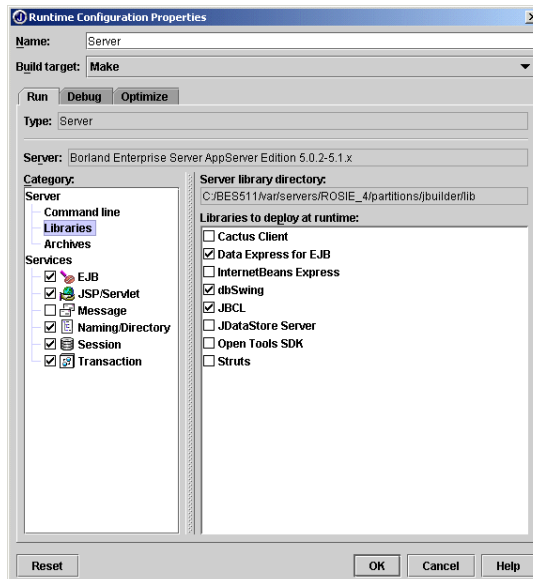 Runtime Configuration Properties
Name: Server
Build target: Make
Run Debug Optimize
Type: Server
Server: Borland Enterprise Server AppServer Edition 5.0.2-5.1.x
Category:
Server
Command line
Libraries
Archives
Services
EJB
JSP/Servlet
Message
Naming/Directory
Session
Transaction
Server library directory:
C:/BES511/var/servers/ROSIE_4/partitions/jbuilder/lib
Libraries to deploy at runtime:
Cactus Client
Data Express for EJB
InternetBeans Express
dbSwing
JBCL
JDataStore Server
Open Tools SDK
Struts
Reset OK Cancel Help